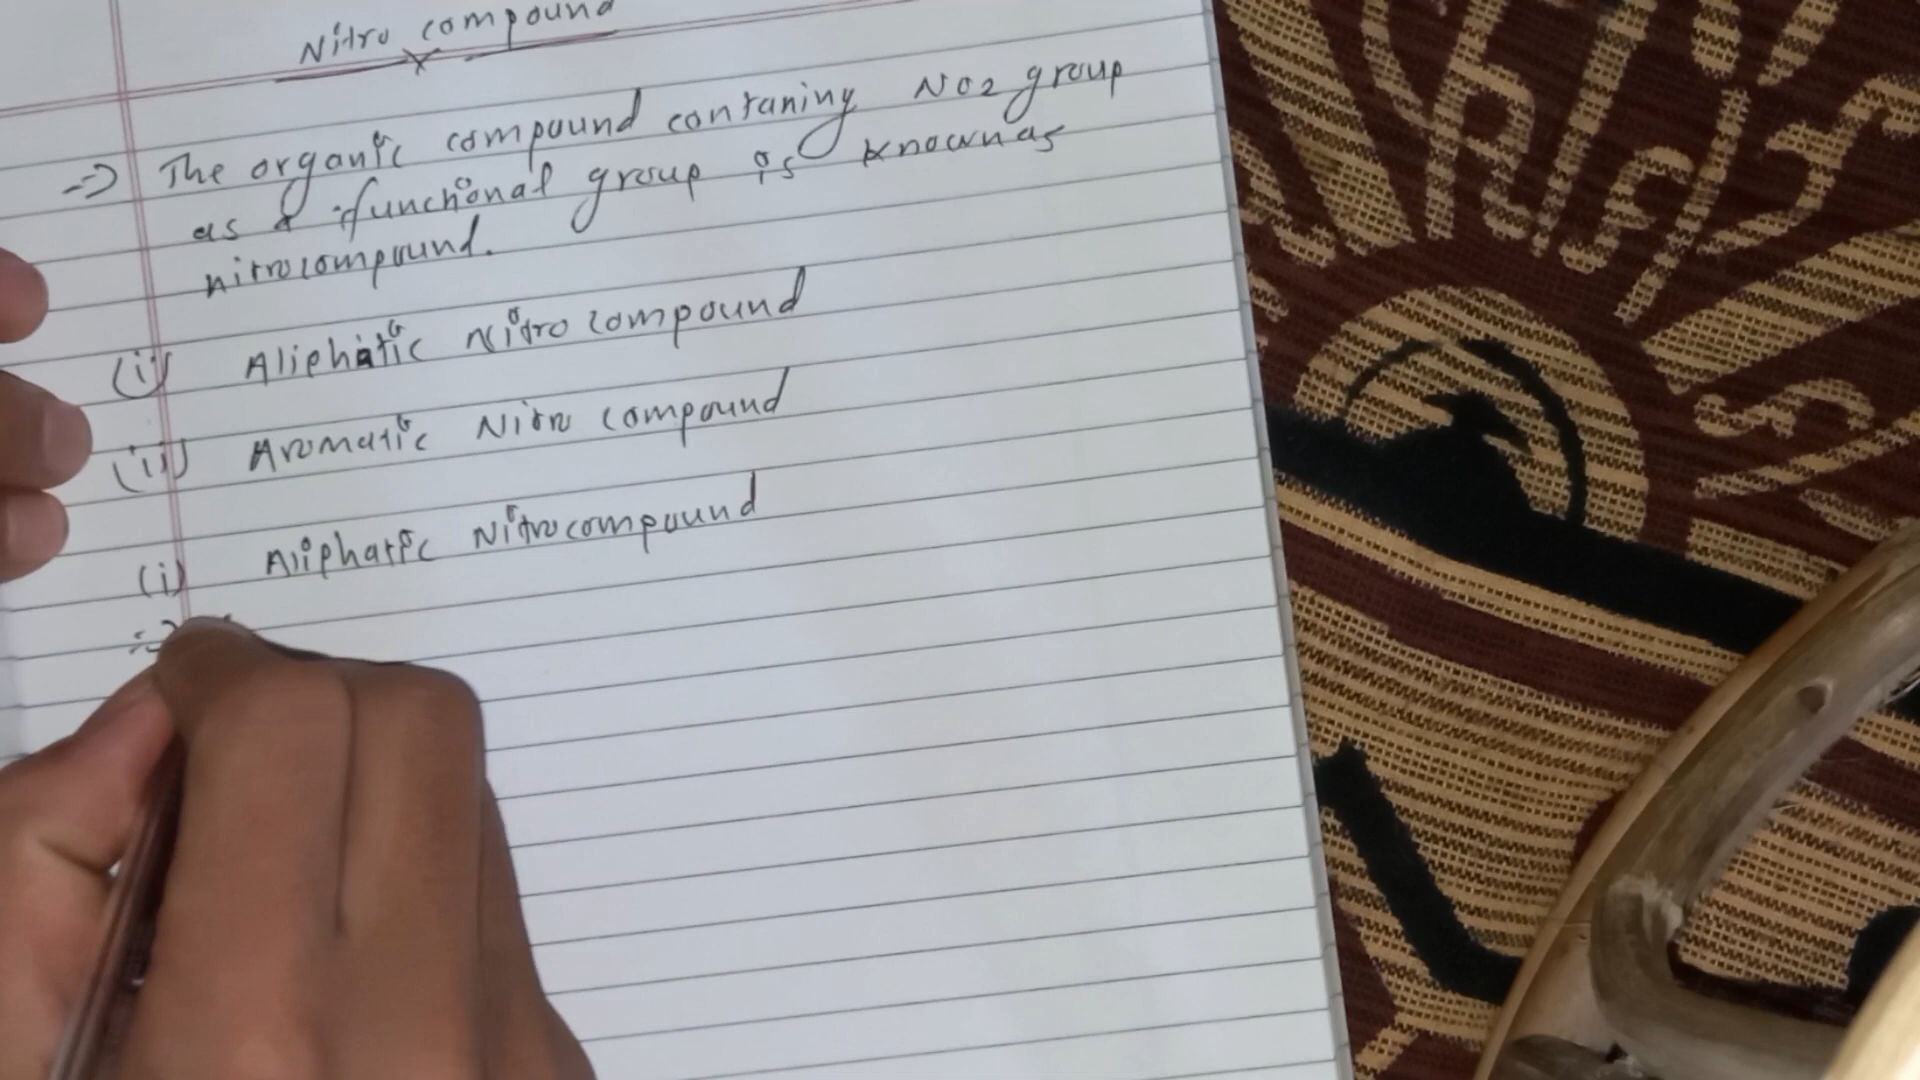 Nitro compound
=> The organic compound contaning NO2 group
as a functional group is known as
nitrocompound.
(i) Aliphatic Nitro compound
(ii) Aromatic Nitro compound
(i) Aliphatic Nitrocompound
=>